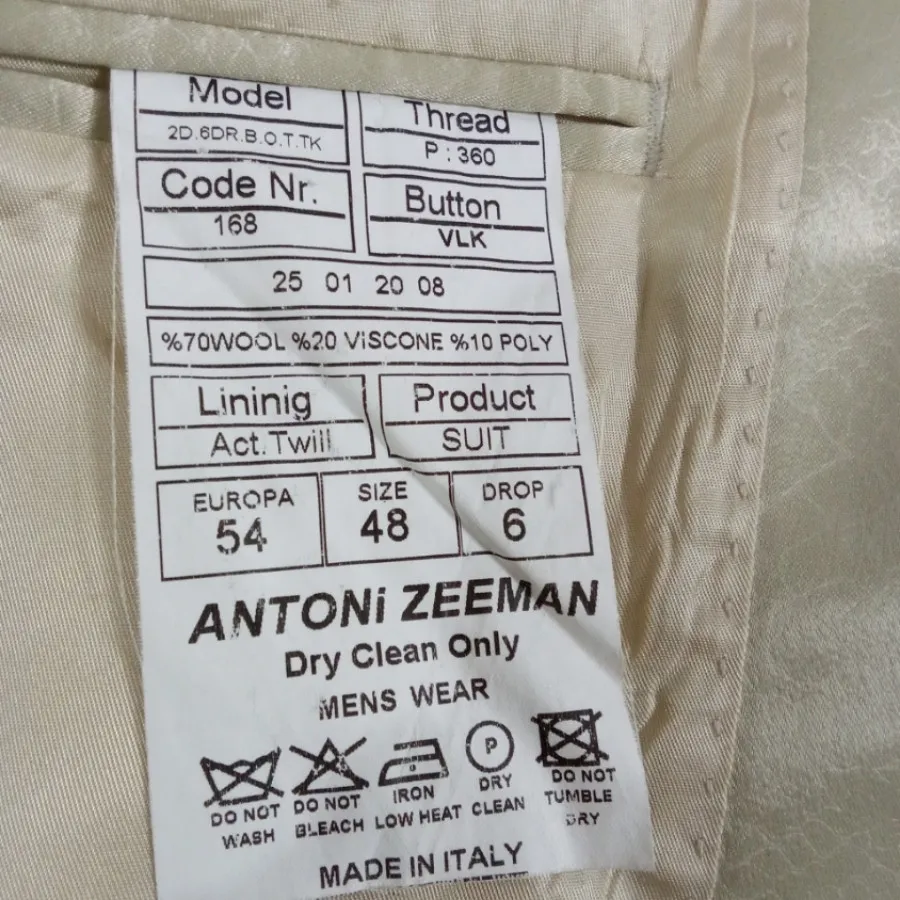 Model
2D.6DR.B.O.T.TK
Thread
P : 360
Code Nr.
168
Button
VLK
25 01 20 08
%70WOOL %20 ViSCONE %10 POLY
Lininig
Act.Twill
Product
SUIT
EUROPA
54
SIZE
48
DROP
6
ANTONi ZEEMAN
Dry Clean Only
MENS WEAR
P
DO NOT
WASH
DO NOT
BLEACH
IRON
LOW HEAT
DRY
CLEAN
DO NOT
TUMBLE
DRY
MADE IN ITALY